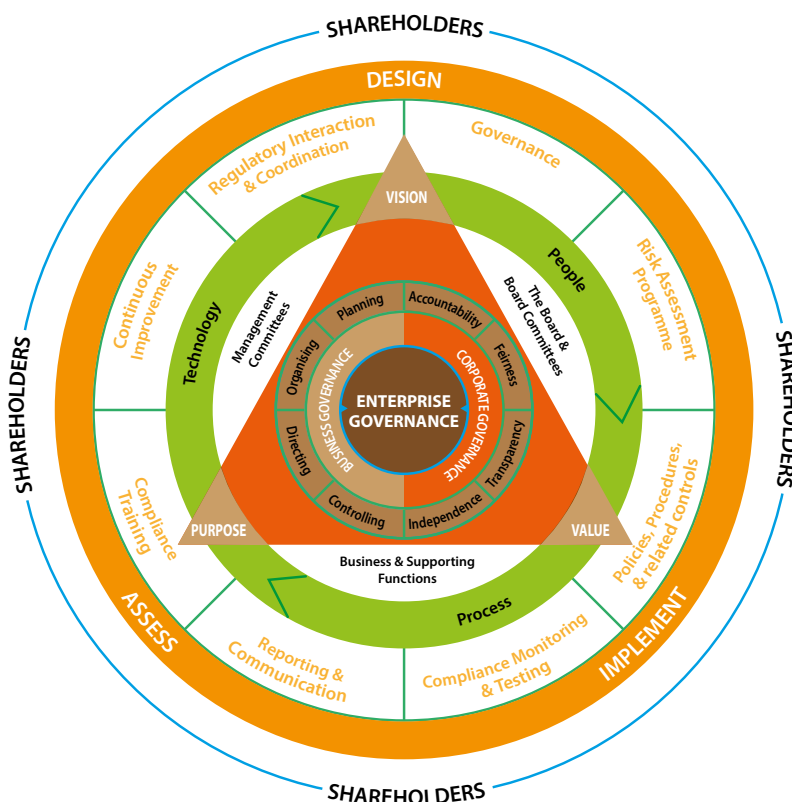 SHAREHOLDERS
DESIGN
Regulatory Interaction
& Coordination
Governance
VISION
People
Risk Assessment
Programme
Continuous
Improvement
Technology
Management
Committees
The Board &
Board Committees
Planning
Accountability
Organising
Feirness
BUSINESS GOVERNANCE
CORPORATE GOVERNANCE
ENTERPRISE
GOVERNANCE
SHAREHOLDERS
SHAREHOLDERS
Directing
Transparency
Controlling
Independence
Compliance
Training
PURPOSE
VALUE
Policies, Procedures,
& related controls
Business & Supporting
Functions
Process
ASSESS
IMPLEMENT
Reporting &
Communication
Compliance Monitoring
& Testing
SHAREHOLDERS